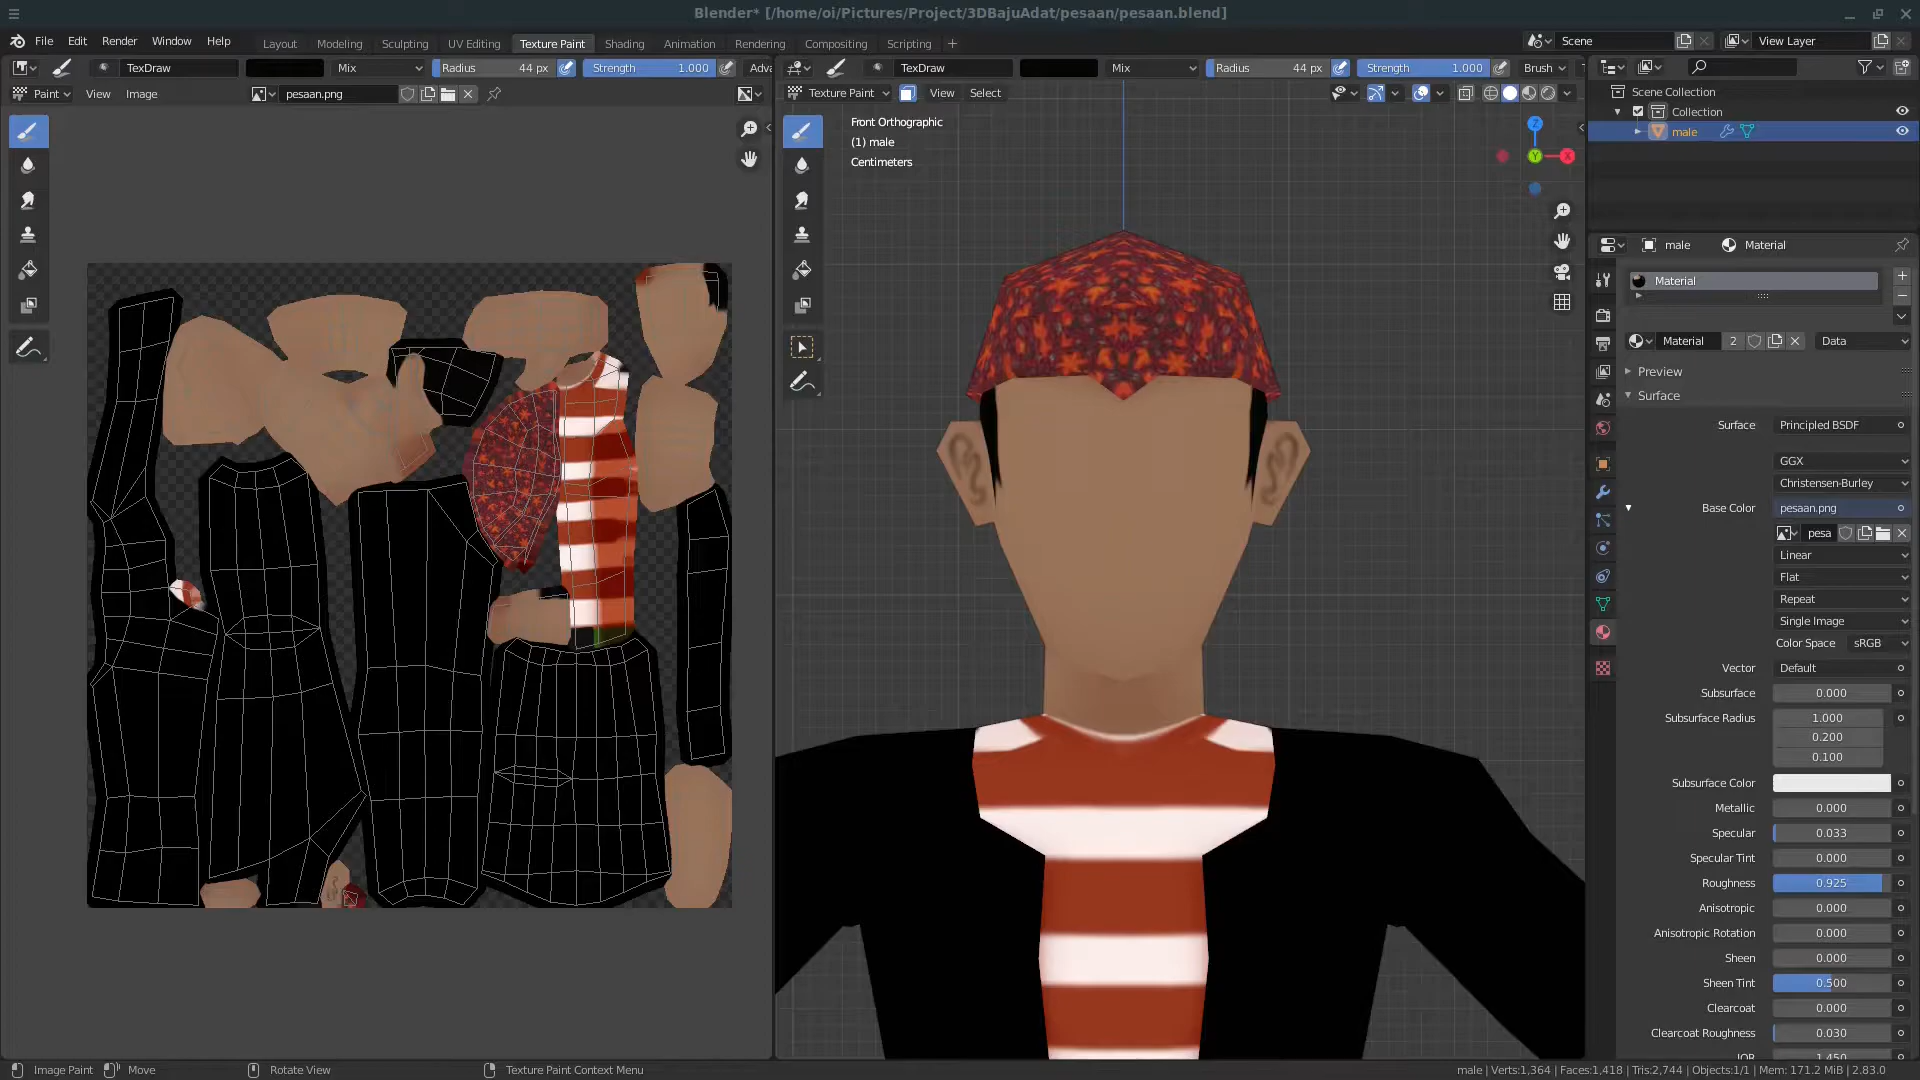 Blender* [/home/oi/Pictures/Project/3DBajuAdat/pesaan/pesaan.blend]
File Edit Render Window Help
Layout Modeling Sculpting UV Editing Texture Paint Shading Animation Rendering Compositing Scripting
Scene
View Layer
TexDraw Mix Radius 44 px Strength 1.000 Adva
TexDraw Mix Radius 44 px Strength 1.000 Brush
Paint View Image pesaan.png
Texture Paint View Select
Front Orthographic
(1) male
Centimeters
Z
Y
X
Scene Collection
Collection
male
male Material
Material
Material 2 Data
Preview
Surface
Surface Principled BSDF
GGX
Christensen-Burley
Base Color pesaan.png
pesa
Linear
Flat
Repeat
Single Image
Color Space sRGB
Vector Default
Subsurface 0.000
Subsurface Radius 1.000
0.200
0.100
Subsurface Color
Metallic 0.000
Specular 0.033
Specular Tint 0.000
Roughness 0.925
Anisotropic 0.000
Anisotropic Rotation 0.000
Sheen 0.000
Sheen Tint 0.500
Clearcoat 0.000
Clearcoat Roughness 0.030
IOR 1.450
Image Paint Move Rotate View Texture Paint Context Menu
male | Verts:1,364 | Faces:1,418 | Tris:2,744 | Objects:1/1 | Mem: 171.2 MiB | 2.83.0